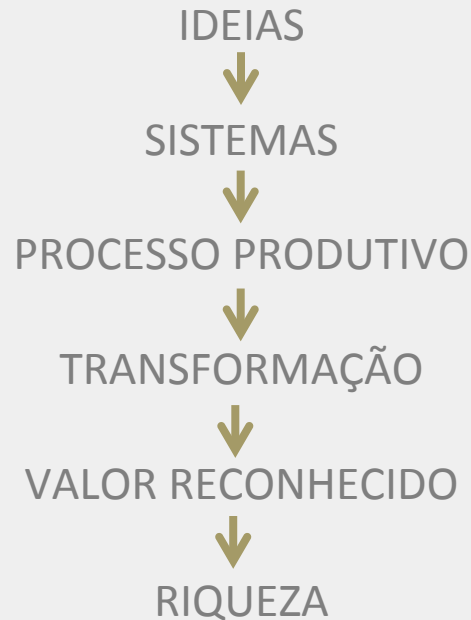 IDEIAS
SISTEMAS
PROCESSO PRODUTIVO
TRANSFORMAÇÃO
VALOR RECONHECIDO
RIQUEZA